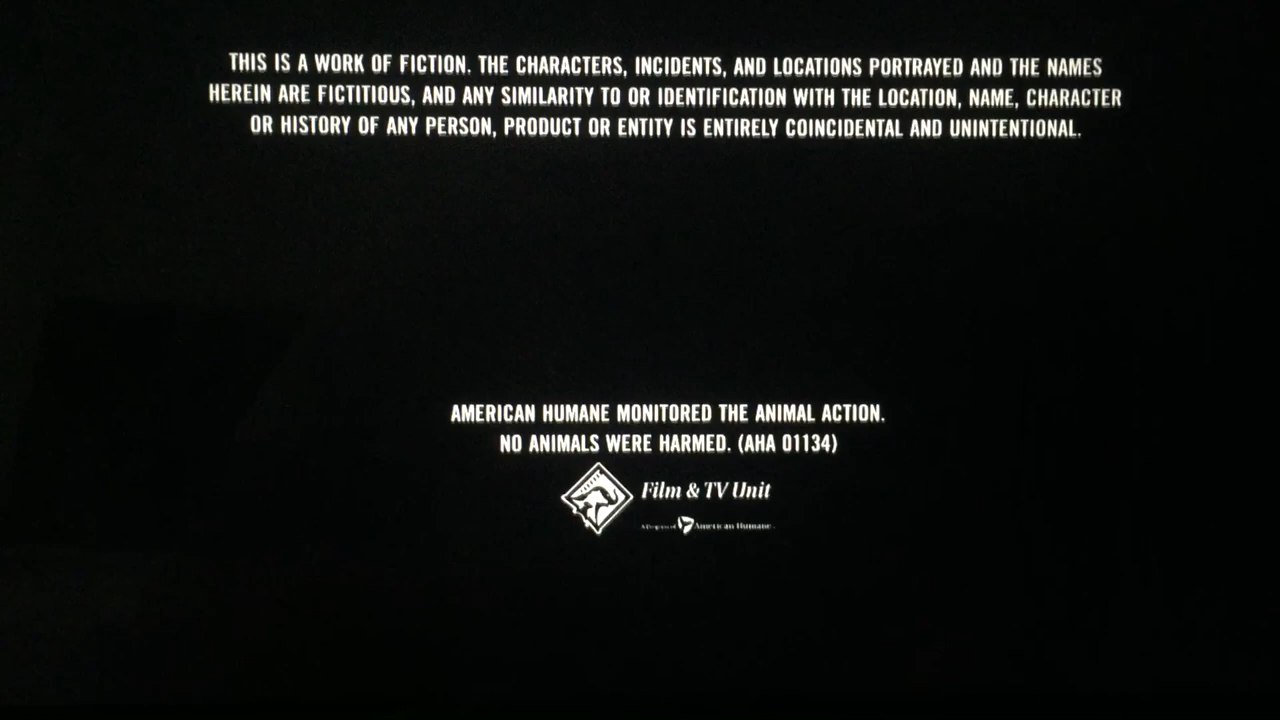 THIS IS A WORK OF FICTION. THE CHARACTERS, INCIDENTS, AND LOCATIONS PORTRAYED AND THE NAMES
HEREIN ARE FICTITIOUS, AND ANY SIMILARITY TO OR IDENTIFICATION WITH THE LOCATION, NAME, CHARACTER
OR HISTORY OF ANY PERSON, PRODUCT OR ENTITY IS ENTIRELY COINCIDENTAL AND UNINTENTIONAL.
AMERICAN HUMANE MONITORED THE ANIMAL ACTION.
NO ANIMALS WERE HARMED. (AHA 01134)
Film & TV Unit
A Program of American Humane